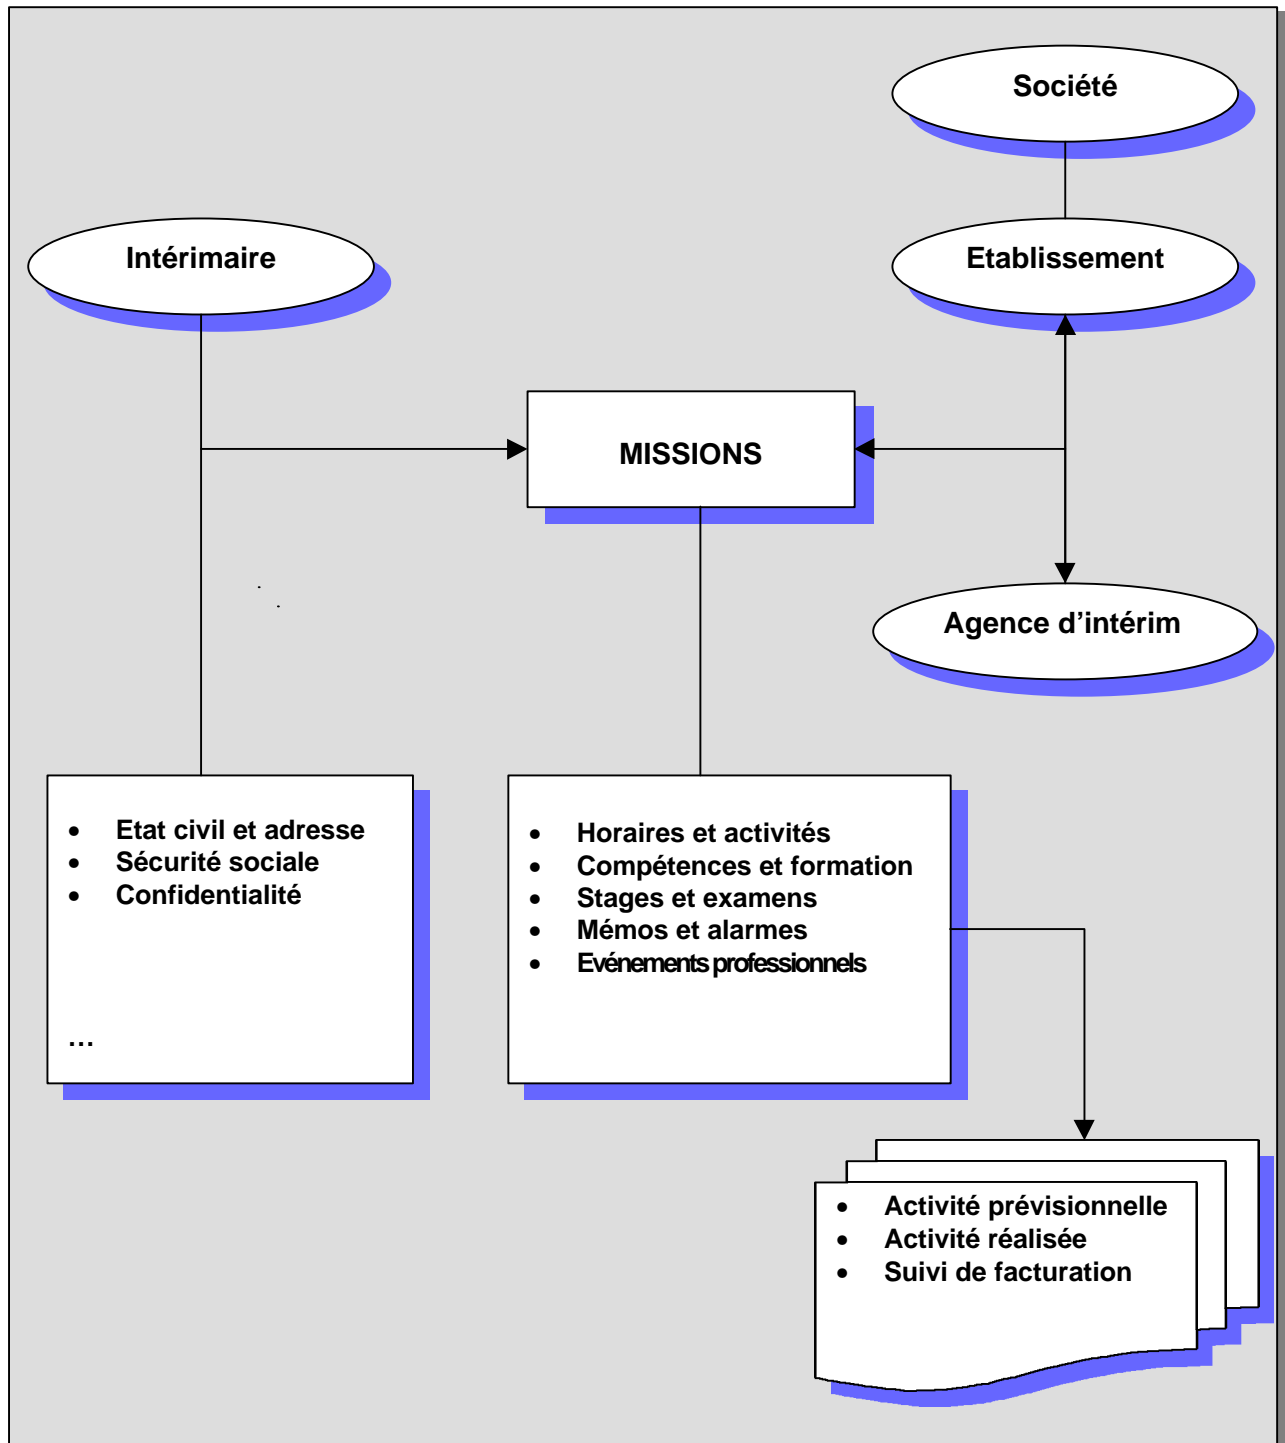 Société
Intérimaire
Etablissement
MISSIONS
Agence d’intérim
• Etat civil et adresse
• Sécurité sociale
• Confidentialité
…
• Horaires et activités
• Compétences et formation
• Stages et examens
• Mémos et alarmes
• Evénements professionnels
• Activité prévisionnelle
• Activité réalisée
• Suivi de facturation